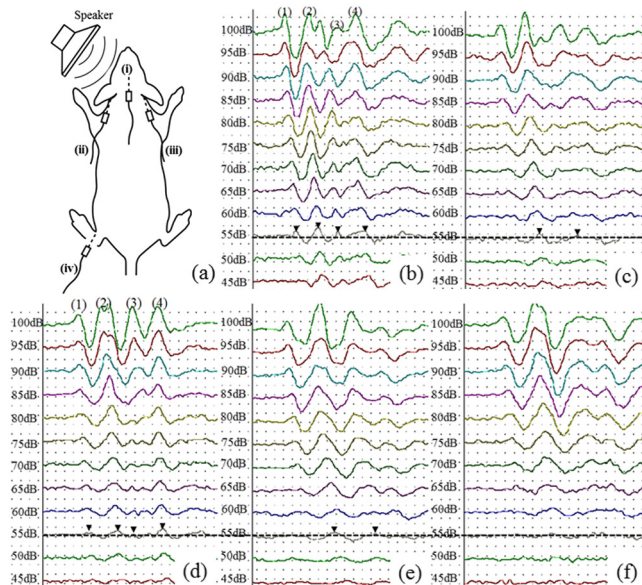 Speaker
(i)
(ii)
(iii)
(iv)
(a)
(1) (2) (3) (4)
100dB
95dB
90dB
85dB
80dB
75dB
70dB
65dB
60dB
55dB
50dB
45dB
(b)
100dB
95dB
90dB
85dB
80dB
75dB
70dB
65dB
60dB
55dB
50dB
45dB
(c)
(1) (2) (3) (4)
100dB
95dB
90dB
85dB
80dB
75dB
70dB
65dB
60dB
55dB
50dB
45dB
(d)
100dB
95dB
90dB
85dB
80dB
75dB
70dB
65dB
60dB
55dB
50dB
45dB
(e)
100dB
95dB
90dB
85dB
80dB
75dB
70dB
65dB
60dB
55dB
50dB
45dB
(f)